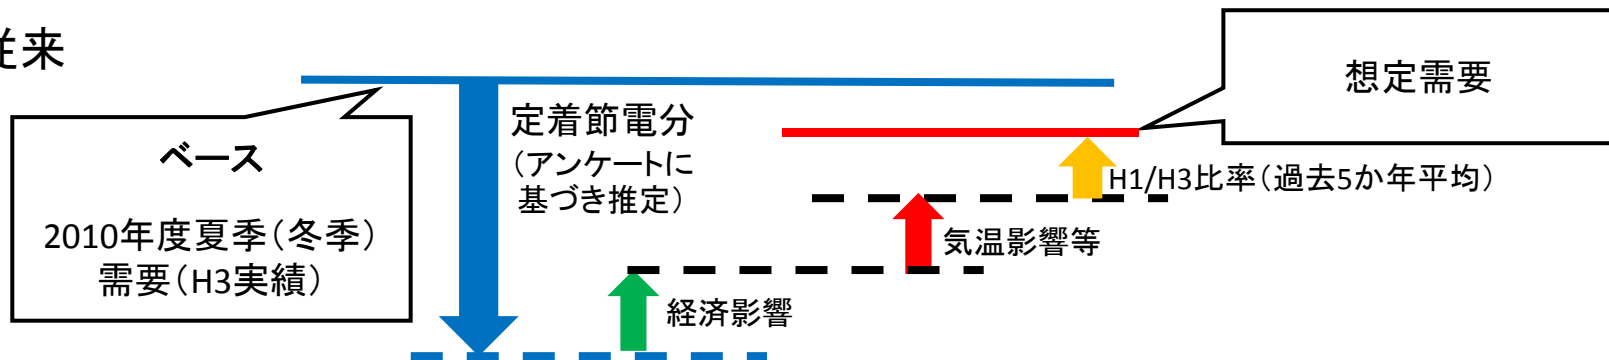 従来
想定需要
定着節電分
（アンケートに
基づき推定）
ベース
2010年度夏季（冬季）
需要（H3実績）
H1/H3比率（過去5か年平均）
気温影響等
経済影響